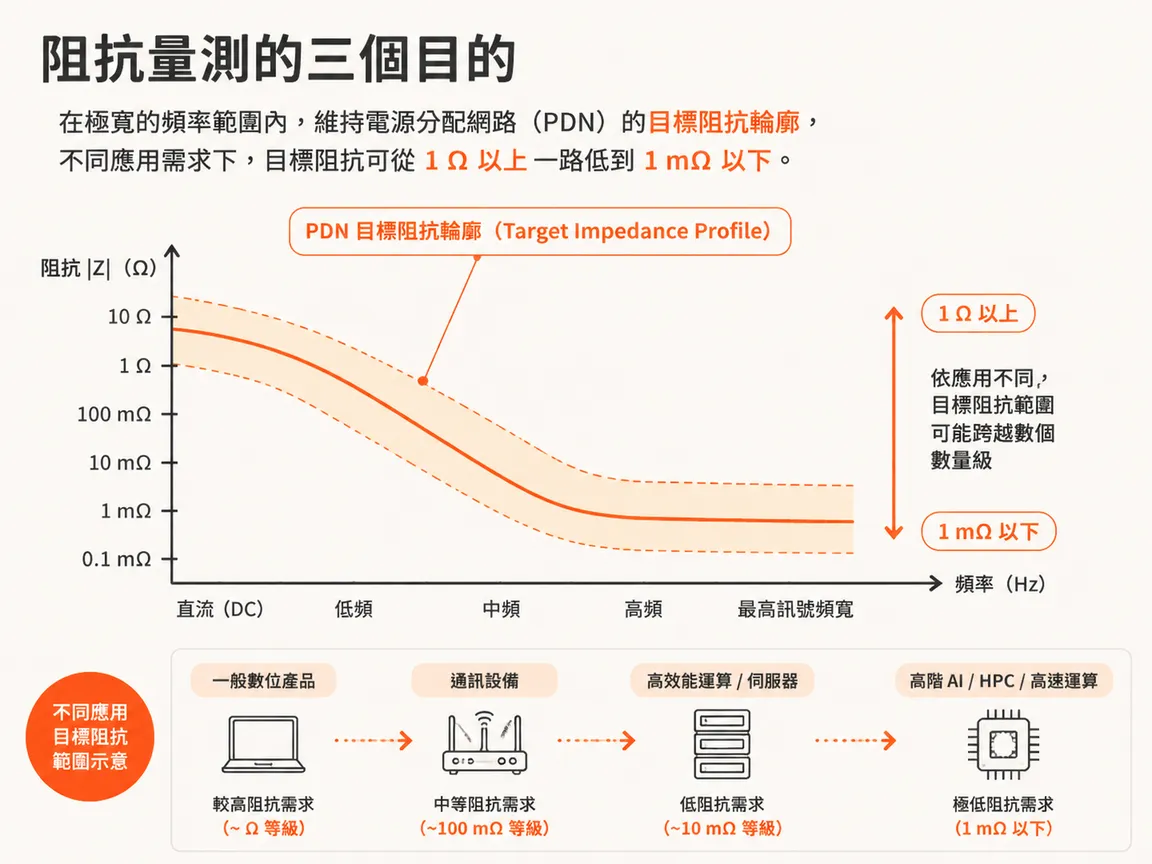 阻抗量測的三個目的
在極寬的頻率範圍內，維持電源分配網路（PDN）的目標阻抗輪廓，
不同應用需求下，目標阻抗可從 1 Ω 以上一路低到 1 mΩ 以下。
PDN 目標阻抗輪廓（Target Impedance Profile）
阻抗 |Z|（Ω）
10 Ω
1 Ω
100 mΩ
10 mΩ
1 mΩ
0.1 mΩ
直流（DC）
低頻
中頻
高頻
最高訊號頻寬
頻率（Hz）
1 Ω 以上
依應用不同，
目標阻抗範圍
可能跨越數個
數量級
1 mΩ 以下
不同應用
目標阻抗
範圍示意
一般數位產品
較高阻抗需求
（~ Ω 等級）
通訊設備
中等阻抗需求
（~100 mΩ 等級）
高效能運算 / 伺服器
低阻抗需求
（~10 mΩ 等級）
高階 AI / HPC / 高速運算
極低阻抗需求
（1 mΩ 以下）